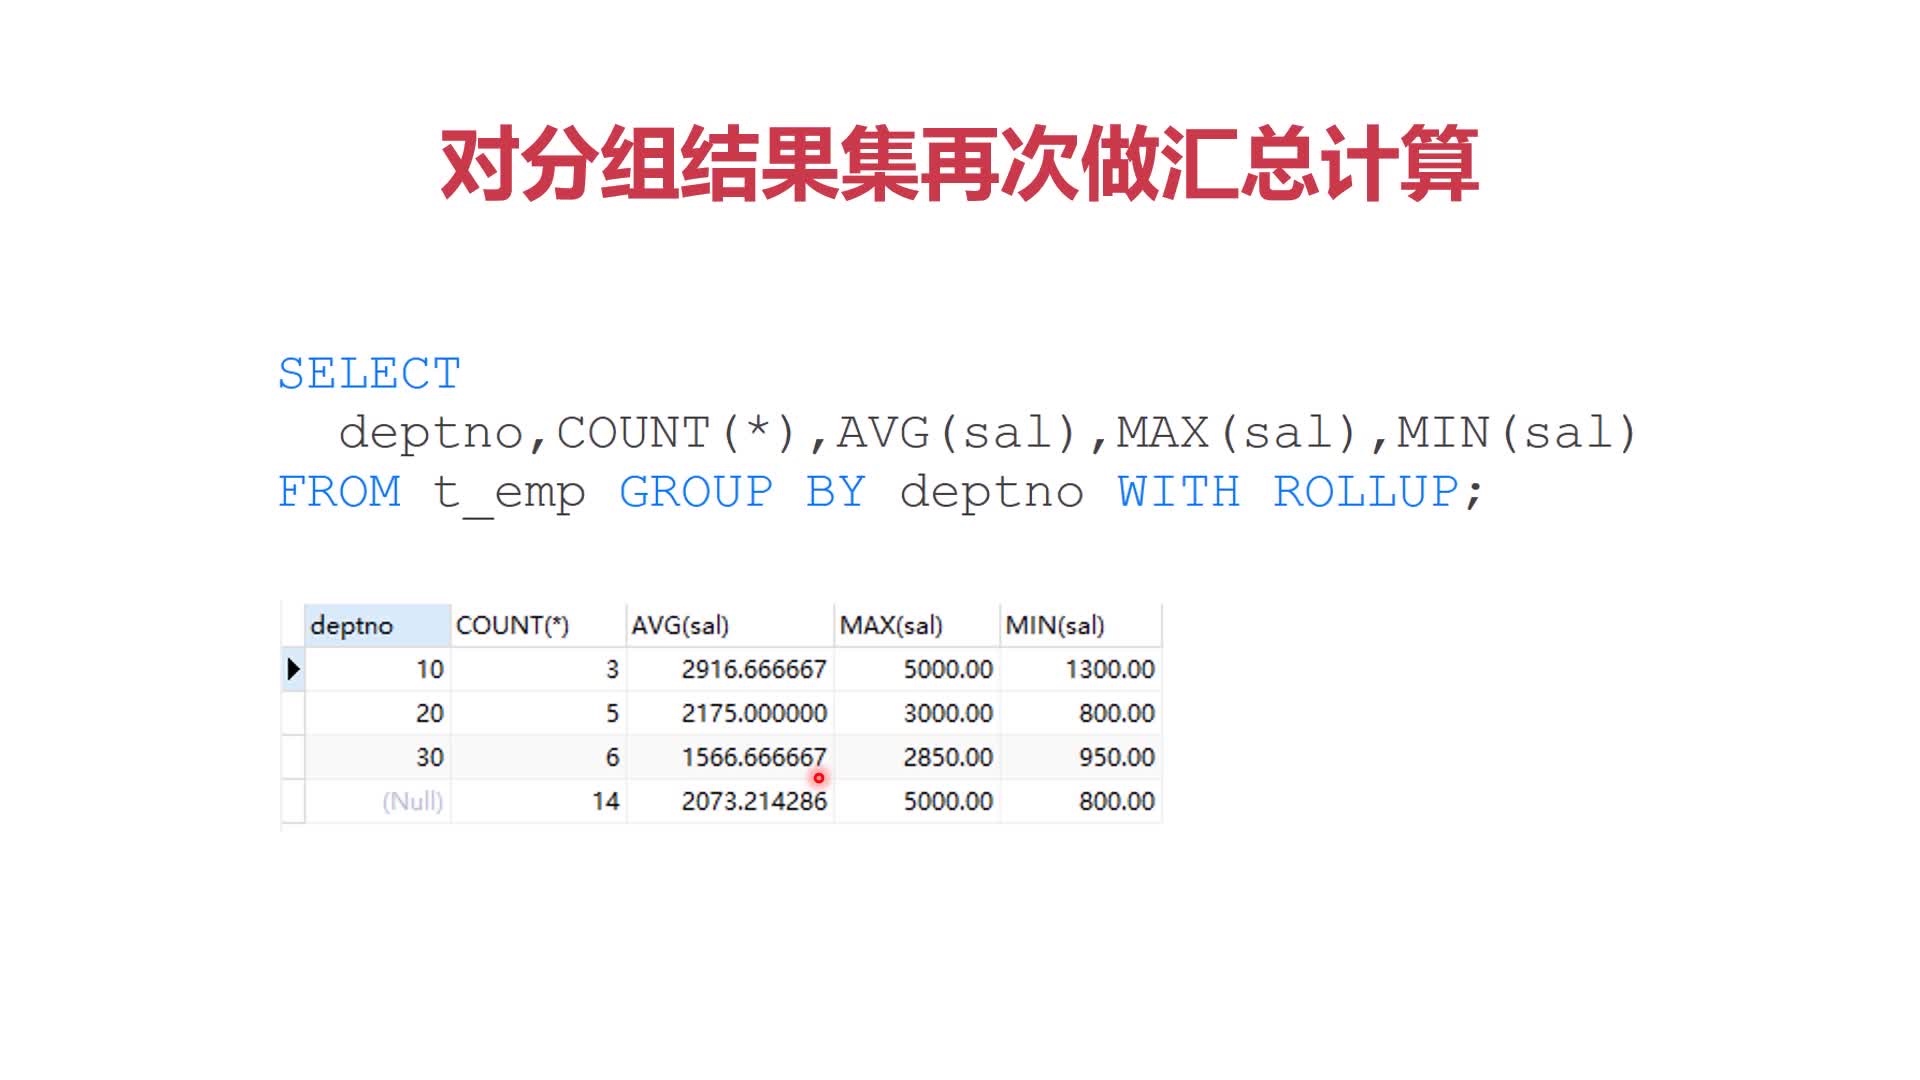 对分组结果集再次做汇总计算
SELECT
deptno,COUNT(*),AVG(sal),MAX(sal),MIN(sal)
FROM t_emp GROUP BY deptno WITH ROLLUP;
deptno COUNT(*) AVG(sal) MAX(sal) MIN(sal)
10 3 2916.666667 5000.00 1300.00
20 5 2175.000000 3000.00 800.00
30 6 1566.666667 2850.00 950.00
(Null) 14 2073.214286 5000.00 800.00